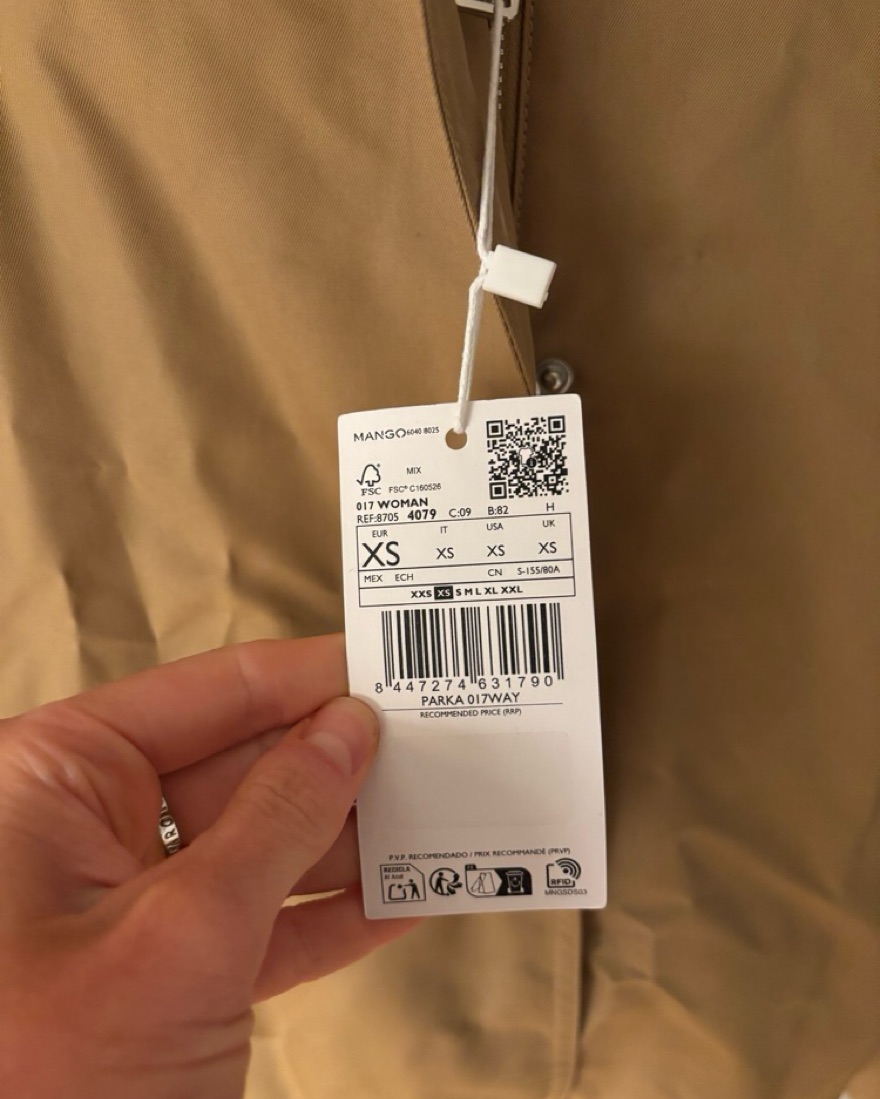 MANGO 6040 8025
MIX
FSC
FSC® C160526
017 WOMAN
REF:8705 4079 C:09 B:82 H
EUR IT USA UK
XS XS XS XS
MEX ECH CN S-155/80A
XXS XS S M L XL XXL
8 447274 631790
PARKA 017WAY
RECOMMENDED PRICE (RRP)
P.V.P. RECOMENDADO / PRIX RECOMMANDÉ (PRVP)
RECICLA
RFID
MNGSDS03